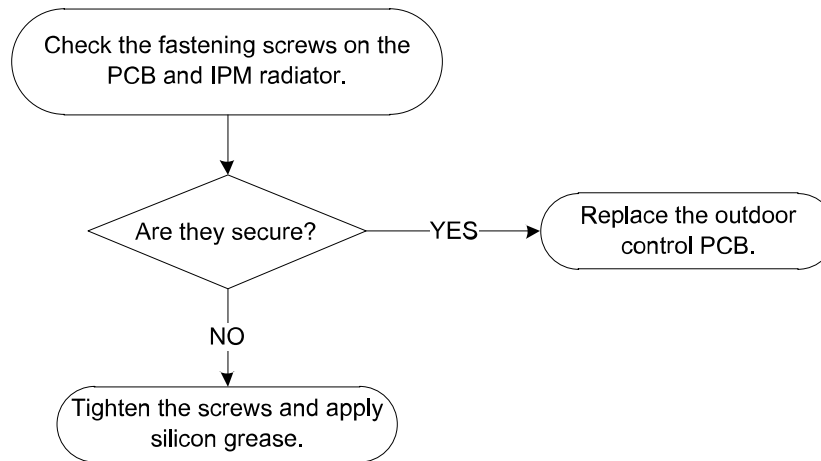 Check the fastening screws on the
PCB and IPM radiator.
Are they secure?
YES
Replace the outdoor
control PCB.
NO
Tighten the screws and apply
silicon grease.